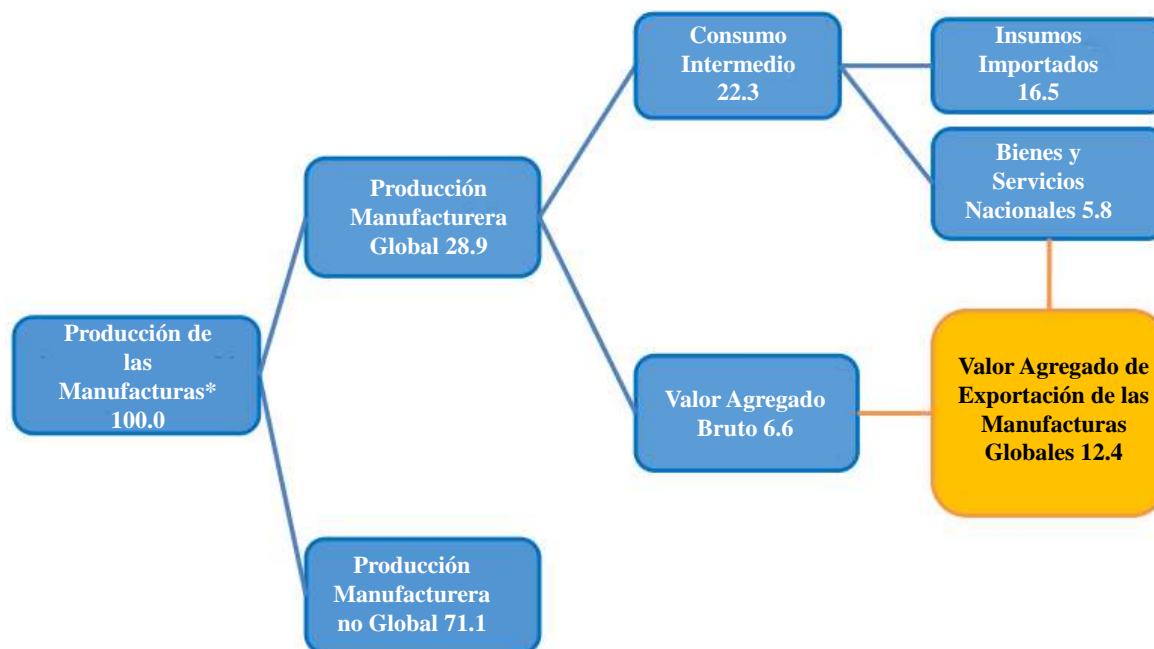 Consumo
Intermedio
22.3
Insumos
Importados
16.5
Bienes y
Servicios
Nacionales 5.8
Producción
Manufacturera
Global 28.9
Producción de
las
Manufacturas*
100.0
Valor Agregado
Bruto 6.6
Valor Agregado de
Exportación de las
Manufacturas
Globales 12.4
Producción
Manufacturera
no Global 71.1